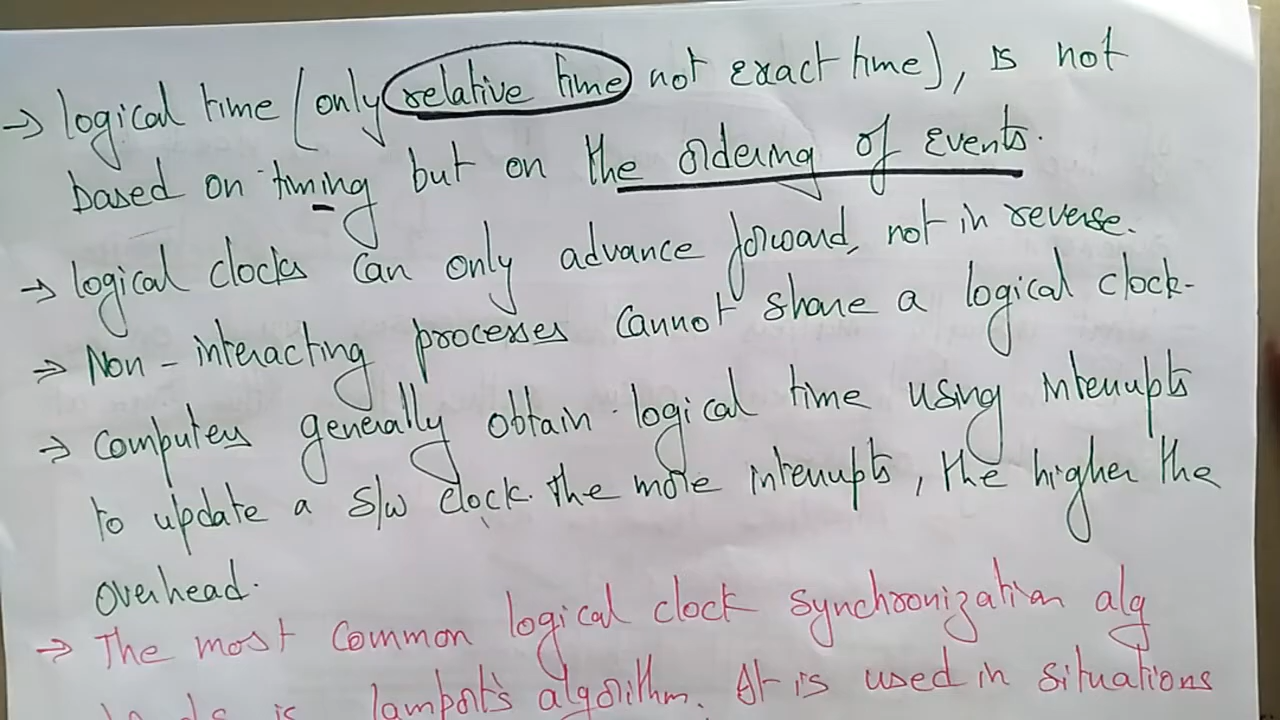 → logical time (only relative time not exact time), is not
based on timing but on the ordering of events.
→ logical clocks can only advance forward, not in reverse.
→ Non-interacting processes cannot share a logical clock.
→ Computers generally obtain logical time using interrupts
to update a s/w clock. The more interrupts, the higher the
overhead.
→ The most common logical clock synchronization alg
is lamport's algorithm. It is used in situations